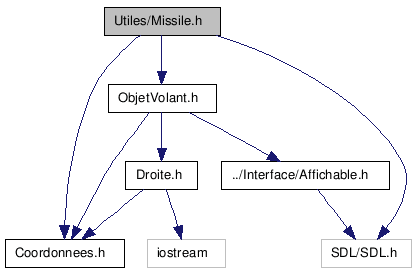 Utiles/Missile.h
ObjetVolant.h
Droite.h
../Interface/Affichable.h
Coordonnees.h
iostream
SDL/SDL.h